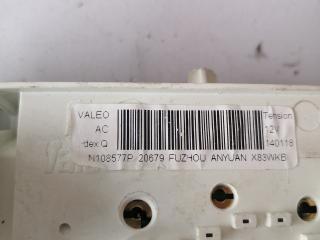 VALEO Tension
AC 12V
dex Q 140118
N108577P 20679 FUZHOU ANYUAN X83WKB